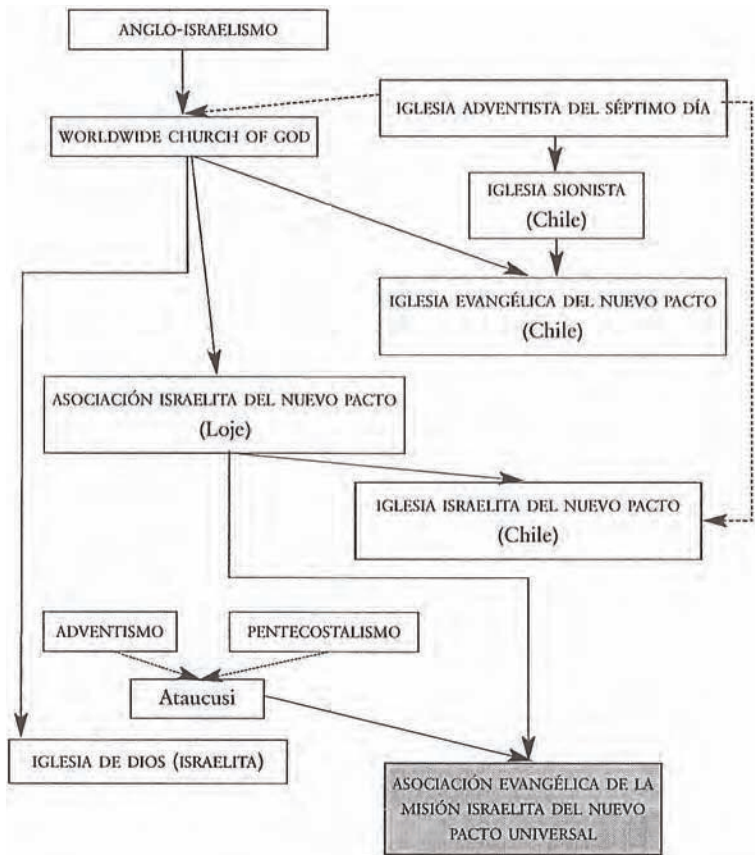 ANGLO-ISRAELISMO
IGLESIA ADVENTISTA DEL SÉPTIMO DÍA
WORLDWIDE CHURCH OF GOD
IGLESIA SIONISTA
(Chile)
IGLESIA EVANGÉLICA DEL NUEVO PACTO
(Chile)
ASOCIACIÓN ISRAELITA DEL NUEVO PACTO
(Loje)
IGLESIA ISRAELITA DEL NUEVO PACTO
(Chile)
ADVENTISMO
PENTECOSTALISMO
Ataucusi
IGLESIA DE DIOS (ISRAELITA)
ASOCIACIÓN EVANGÉLICA DE LA
MISIÓN ISRAELITA DEL NUEVO
PACTO UNIVERSAL